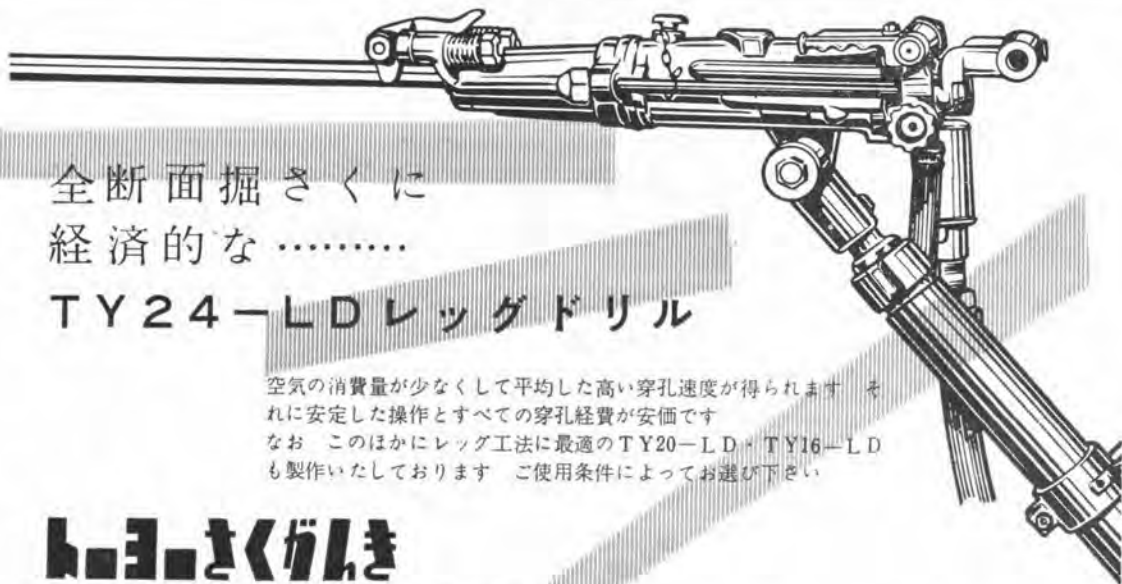 全断面掘さくに
経済的な………
TY24－LDレッグドリル
空気の消費量が少なくして平均した高い穿孔速度が得られます　そ
れに安定した操作とすべての穿孔経費が安価です
なお　このほかにレッグ工法に最適のTY20－LD・TY16－LD
も製作いたしております　ご使用条件によってお選び下さい
トーヨーさくがんき